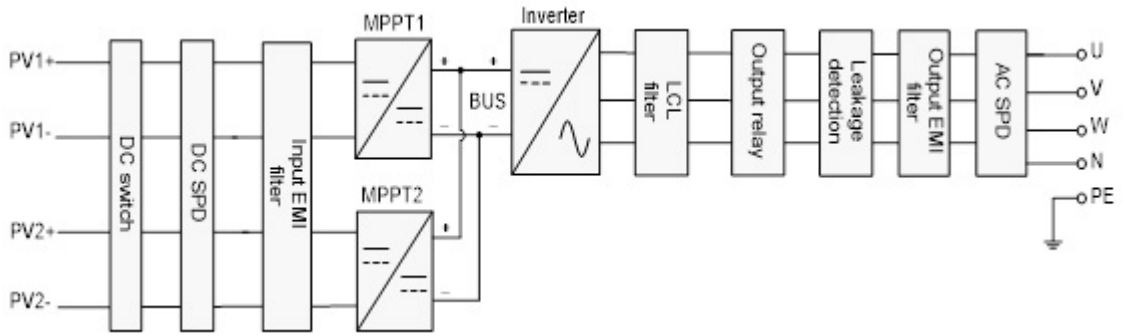 Inverter
MPPT1
PV1+
PV1-
PV2+
PV2-
DC switch
DC SPD
Input EMI
filter
+
+
BUS
-
-
MPPT2
+
-
LCL
filter
Output relay
Leakage
detection
Output EMI
filter
AC SPD
U
V
W
N
PE